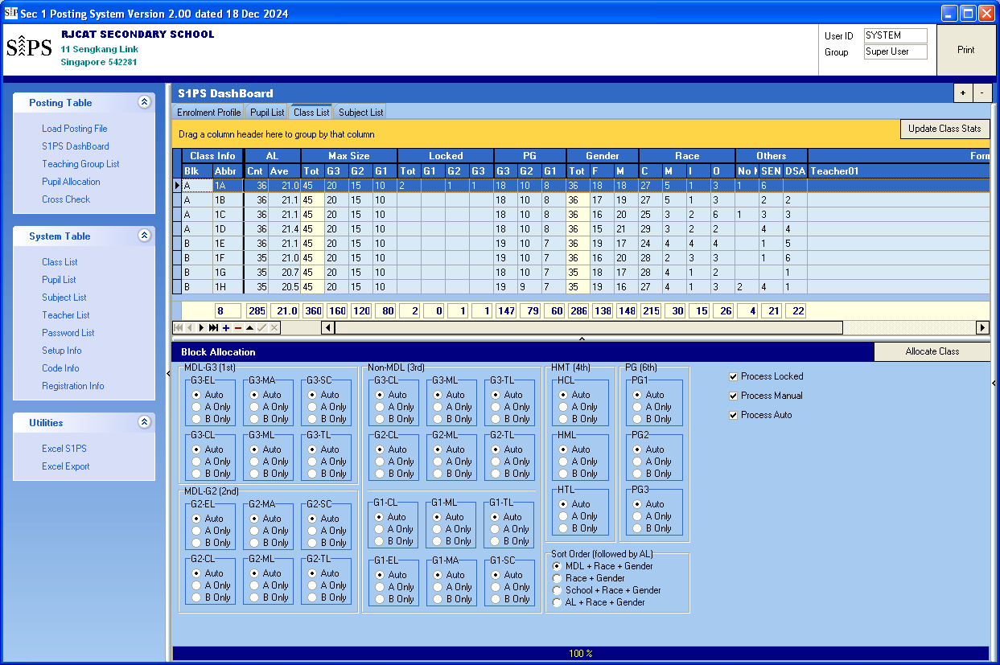 S1PS Sec 1 Posting System Version 2.00 dated 18 Dec 2024
S1PS
RJCAT SECONDARY SCHOOL
11 Sengkang Link
Singapore 542281
User ID SYSTEM
Group Super User
Print
Posting Table
Load Posting File
S1PS DashBoard
Teaching Group List
Pupil Allocation
Cross Check
System Table
Class List
Pupil List
Subject List
Teacher List
Password List
Setup Info
Code Info
Registration Info
Utilities
Excel S1PS
Excel Export
S1PS DashBoard + -
Enrolment Profile Pupil List Class List Subject List
Drag a column header here to group by that column
Update Class Stats
Class Info AL Max Size Locked PG Gender Race Others Form
Blk Abbr Cnt Ave Tot G3 G2 G1 Tot G1 G2 G3 G3 G2 G1 Tot F M C M I O No SEN DSA Teacher01
A 1A 36 21.0 45 20 15 10 2 1 1 18 10 8 36 18 18 27 5 1 3 1 6
A 1B 36 21.1 45 20 15 10 18 10 8 36 17 19 27 5 1 3 2 2
A 1C 36 21.1 45 20 15 10 18 10 8 36 16 20 25 3 2 6 1 3 3
A 1D 36 21.4 45 20 15 10 18 10 8 36 15 21 29 3 2 2 4 4
B 1E 36 21.1 45 20 15 10 19 10 7 36 19 17 24 4 4 4 1 5
B 1F 35 21.0 45 20 15 10 19 10 7 36 16 20 28 2 3 3 1 6
B 1G 35 20.7 45 20 15 10 18 10 7 35 18 17 28 4 1 2 1
B 1H 35 20.5 45 20 15 10 19 9 7 35 19 16 27 4 1 3 2 4 1
8 285 21.0 360 160 120 80 2 0 1 1 147 79 60 286 138 148 215 30 15 26 4 21 22
Block Allocation
Allocate Class
MDL-G3 (1st)
G3-EL G3-MA G3-SC
Auto Auto Auto
A Only A Only A Only
B Only B Only B Only
G3-CL G3-ML G3-TL
Auto Auto Auto
A Only A Only A Only
B Only B Only B Only
MDL-G2 (2nd)
G2-EL G2-MA G2-SC
Auto Auto Auto
A Only A Only A Only
B Only B Only B Only
G2-CL G2-ML G2-TL
Auto Auto Auto
A Only A Only A Only
B Only B Only B Only
Non-MDL (3rd)
G3-CL G3-ML G3-TL
Auto Auto Auto
A Only A Only A Only
B Only B Only B Only
G2-CL G2-ML G2-TL
Auto Auto Auto
A Only A Only A Only
B Only B Only B Only
G1-CL G1-ML G1-TL
Auto Auto Auto
A Only A Only A Only
B Only B Only B Only
G1-EL G1-MA G1-SC
Auto Auto Auto
A Only A Only A Only
B Only B Only B Only
HMT (4th)
HCL
Auto
A Only
B Only
HML
Auto
A Only
B Only
HTL
Auto
A Only
B Only
PG (6th)
PG1
Auto
A Only
B Only
PG2
Auto
A Only
B Only
PG3
Auto
A Only
B Only
Sort Order (followed by AL)
MDL + Race + Gender
Race + Gender
School + Race + Gender
AL + Race + Gender
Process Locked
Process Manual
Process Auto
100 %